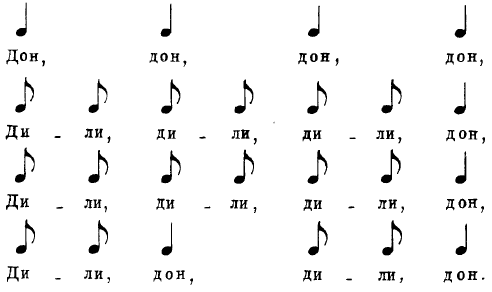 Дон, дон, дон, дон,
Ди - ли, ди - ли, ди - ли, дон,
Ди - ли, ди - ли, ди - ли, дон,
Ди - ли, дон, ди - ли, дон.